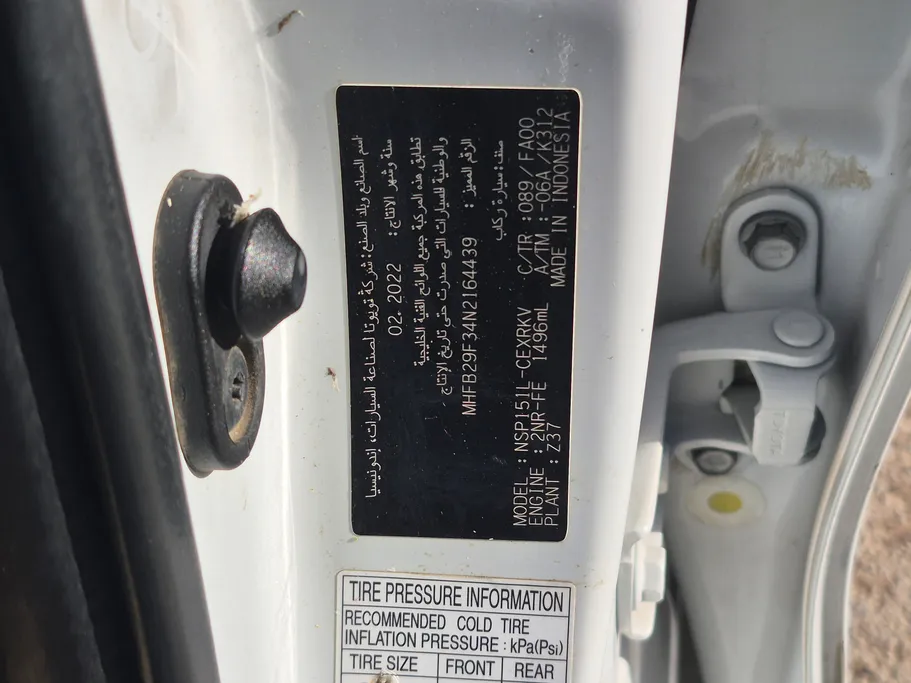 اسم الصانع وبلد الصنع : شركة تويوتا لصناعة السيارات، إندونيسيا
سنة وشهر الانتاج : 02. 2022
تطابق هذه المركبة جميع اللوائح الفنية الخليجية
والوطنية للسيارات التي صدرت حتى تاريخ الإنتاج
الرقم المميز : MHFB29F34N2164439
صنف: سيارة ركاب
MODEL : NSP151L-CEXRKV C/TR :089/ FA00
ENGINE : 2NR-FE 1496mL A/TM :-06A /K312
PLANT : Z37 MADE IN INDONESIA
TIRE PRESSURE INFORMATION
RECOMMENDED COLD TIRE
INFLATION PRESSURE : kPa(Psi)
TIRE SIZE FRONT REAR